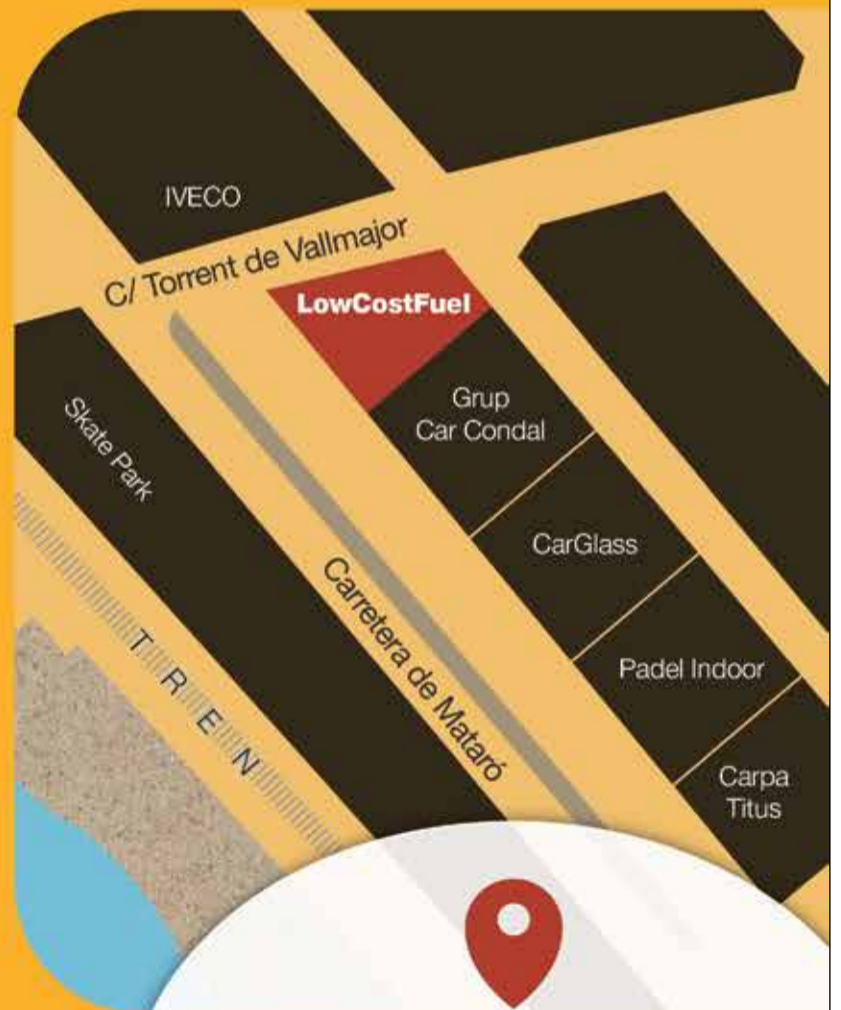 IVECO
C/ Torrent de Vallmajor
LowCostFuel
Grup
Car Condal
Skate Park
CarGlass
Carretera de Mataró
TREN
Padel Indoor
Carpa
Titus